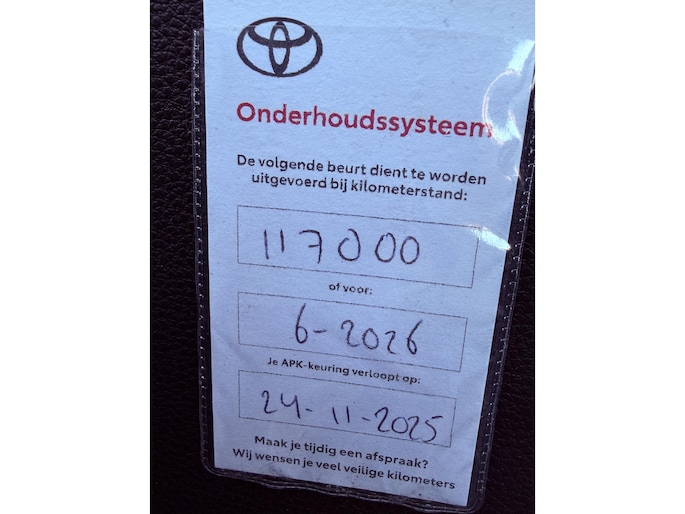 Onderhoudssysteem
De volgende beurt dient te worden
uitgevoerd bij kilometerstand:
117000
of voor:
6-2026
Je APK-keuring verloopt op:
24-11-2025
Maak je tijdig een afspraak?
Wij wensen je veel veilige kilometers